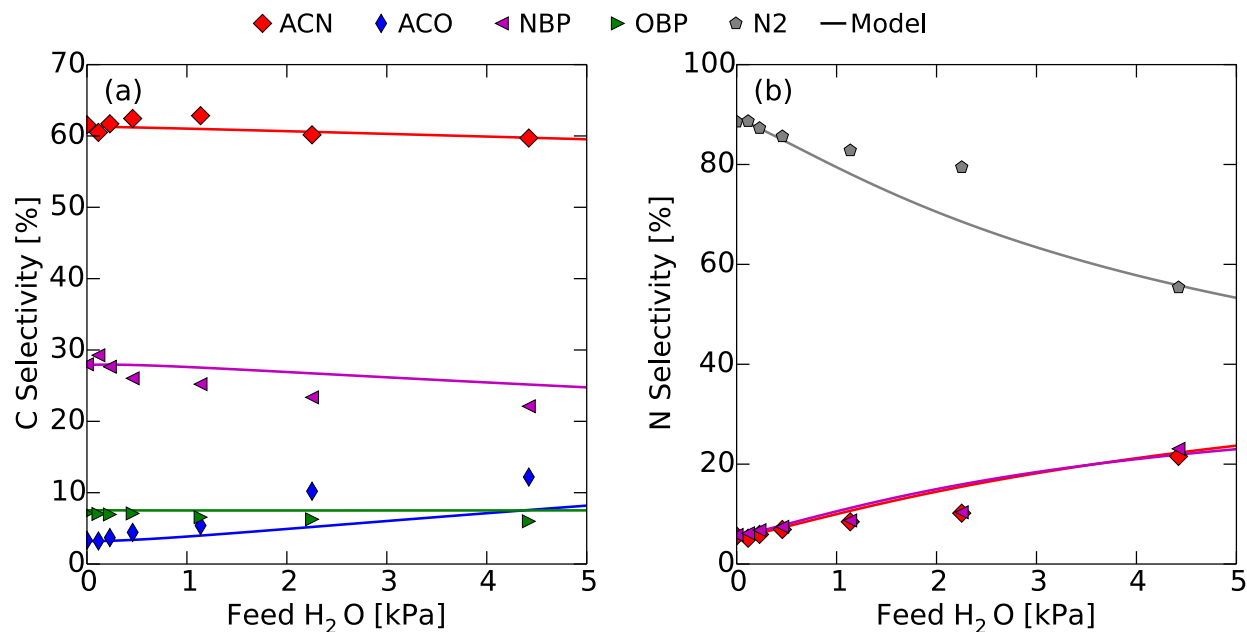 ACN ACO NBP OBP N2 Model
(a)
C Selectivity [%]
70
60
50
40
30
20
10
0
0 1 2 3 4 5
Feed H₂O [kPa]
(b)
N Selectivity [%]
100
80
60
40
20
0
0 1 2 3 4 5
Feed H₂O [kPa]